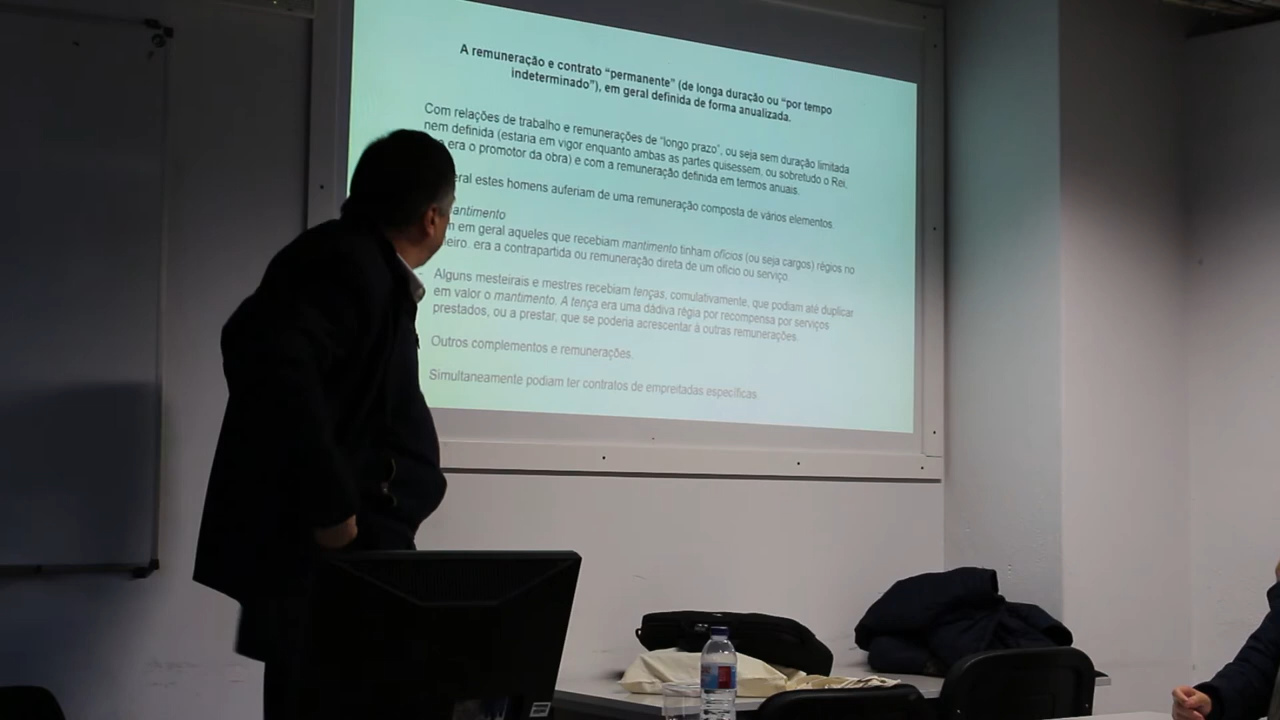 A remuneração e contrato “permanente” (de longa duração ou “por tempo
indeterminado”), em geral definida de forma anualizada.
Com relações de trabalho e remunerações de “longo prazo”, ou seja sem duração limitada
nem definida (estaria em vigor enquanto ambas as partes quisessem, ou sobretudo o Rei,
era o promotor da obra) e com a remuneração definida em termos anuais.
estes homens aufeririam de uma remuneração composta de vários elementos.
em geral aqueles que recebiam mantimento tinham ofícios (ou seja cargos) régios no
era a contrapartida ou remuneração direta de um ofício ou serviço.
Alguns mesteirais e mestres recebiam tenças, comulativamente, que podiam até duplicar
em valor o mantimento. A tença era uma dádiva régia por recompensa por serviços
prestados, ou a prestar, que se poderia acrescentar à outras remunerações.
Outros complementos e remunerações.
Simultaneamente podiam ter contratos de empreitadas específicas.